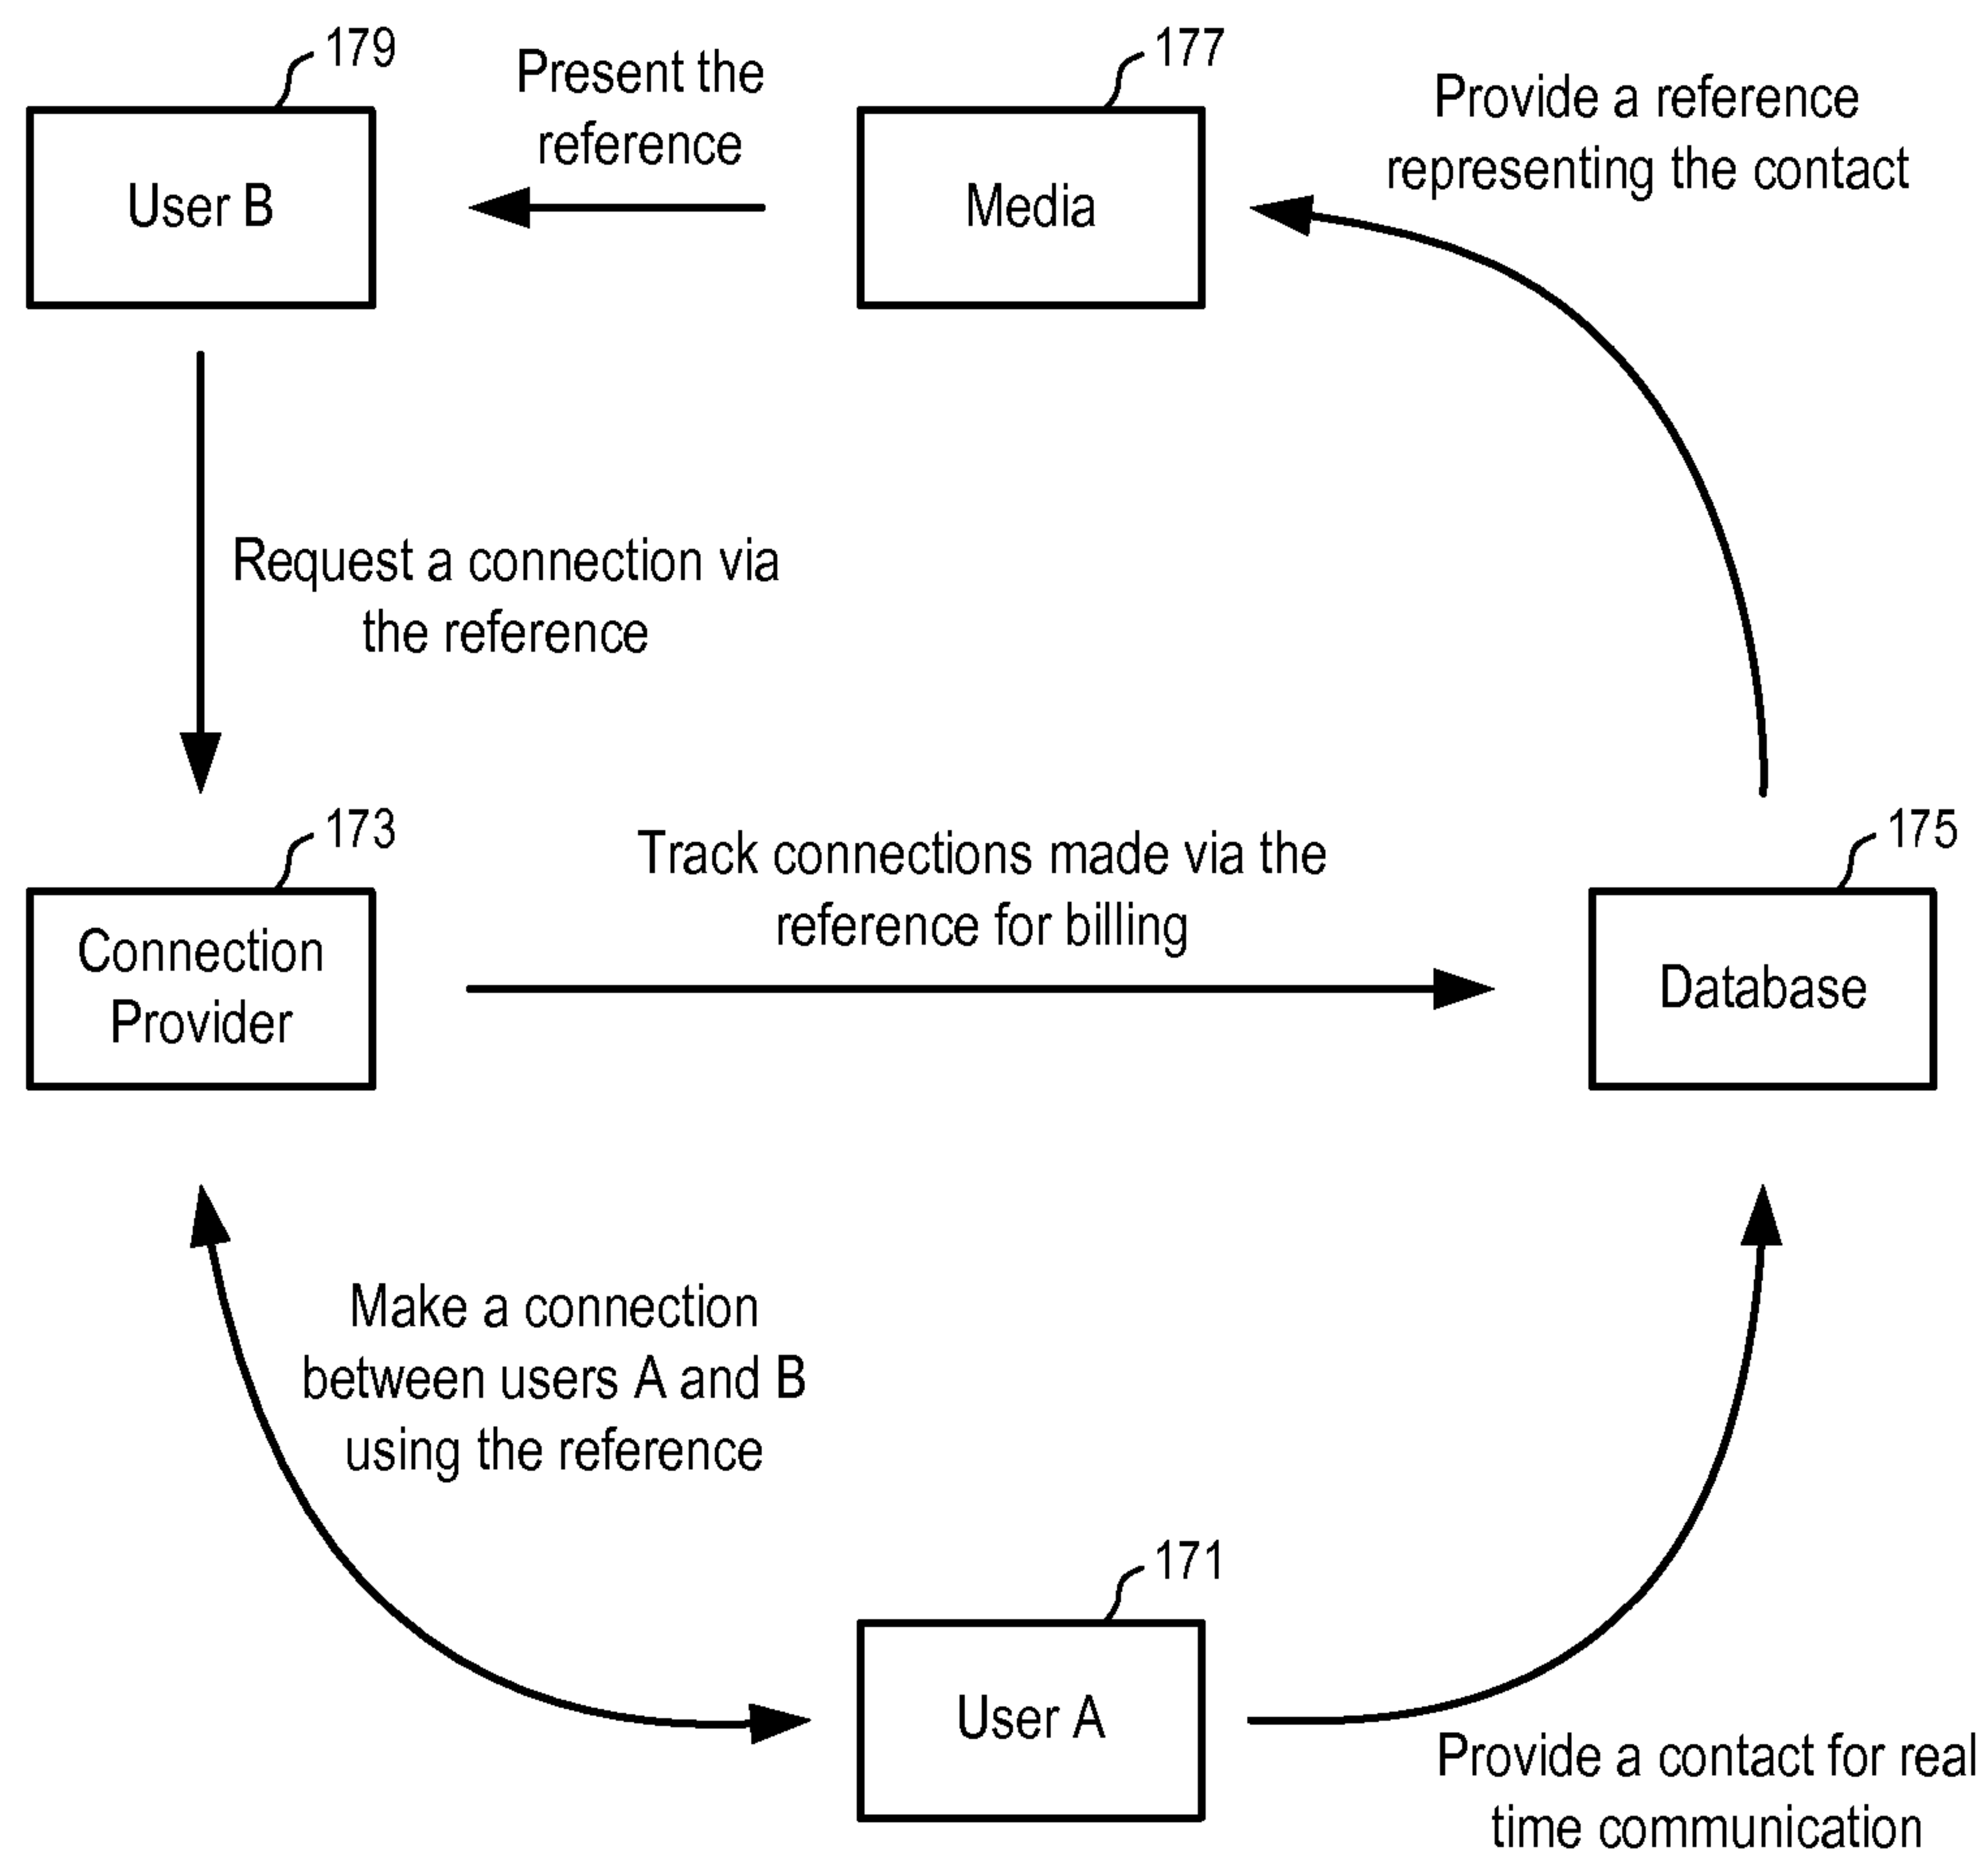 179
Present the
reference
177
Provide a reference
representing the contact
User B
Media
Request a connection via
the reference
173
Track connections made via the
reference for billing
175
Connection
Provider
Database
Make a connection
between users A and B
using the reference
171
User A
Provide a contact for real
time communication